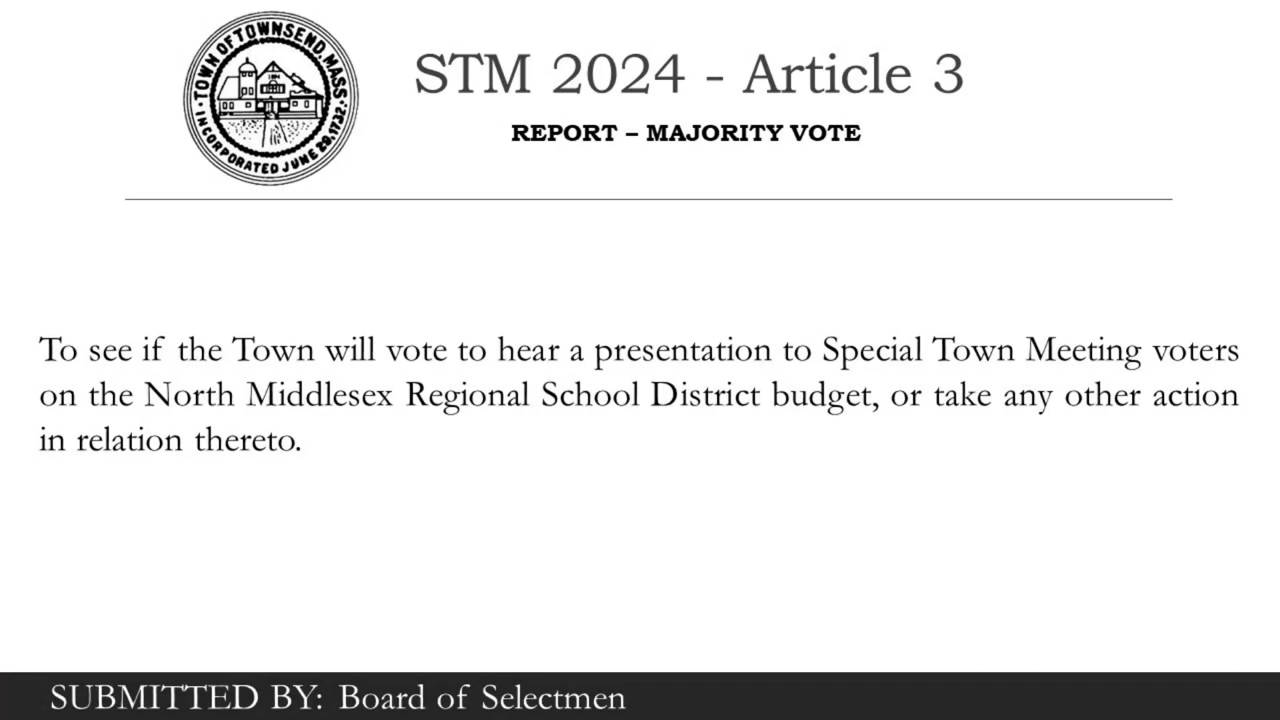 TOWN OF TOWNSEND, MASS.
INCORPORATED JUNE 29, 1732.
STM 2024 - Article 3
REPORT – MAJORITY VOTE
To see if the Town will vote to hear a presentation to Special Town Meeting voters
on the North Middlesex Regional School District budget, or take any other action
in relation thereto.
SUBMITTED BY: Board of Selectmen